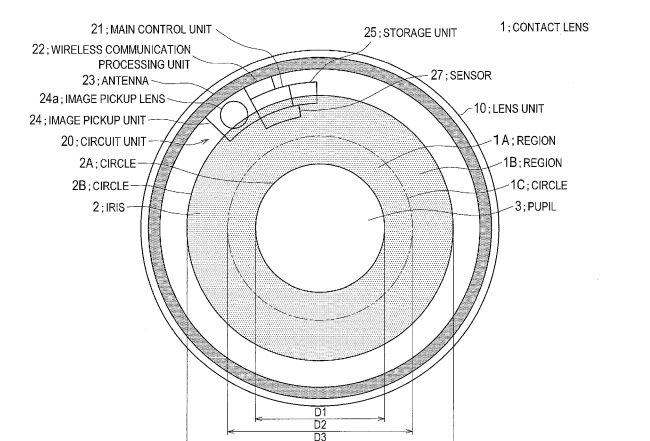 21; MAIN CONTROL UNIT
25; STORAGE UNIT
1; CONTACT LENS
22; WIRELESS COMMUNICATION
PROCESSING UNIT
23; ANTENNA
27; SENSOR
24a; IMAGE PICKUP LENS
24; IMAGE PICKUP UNIT
10; LENS UNIT
20; CIRCUIT UNIT
1A; REGION
2A; CIRCLE
1B; REGION
2B; CIRCLE
1C; CIRCLE
2; IRIS
3; PUPIL
D1
D2
D3